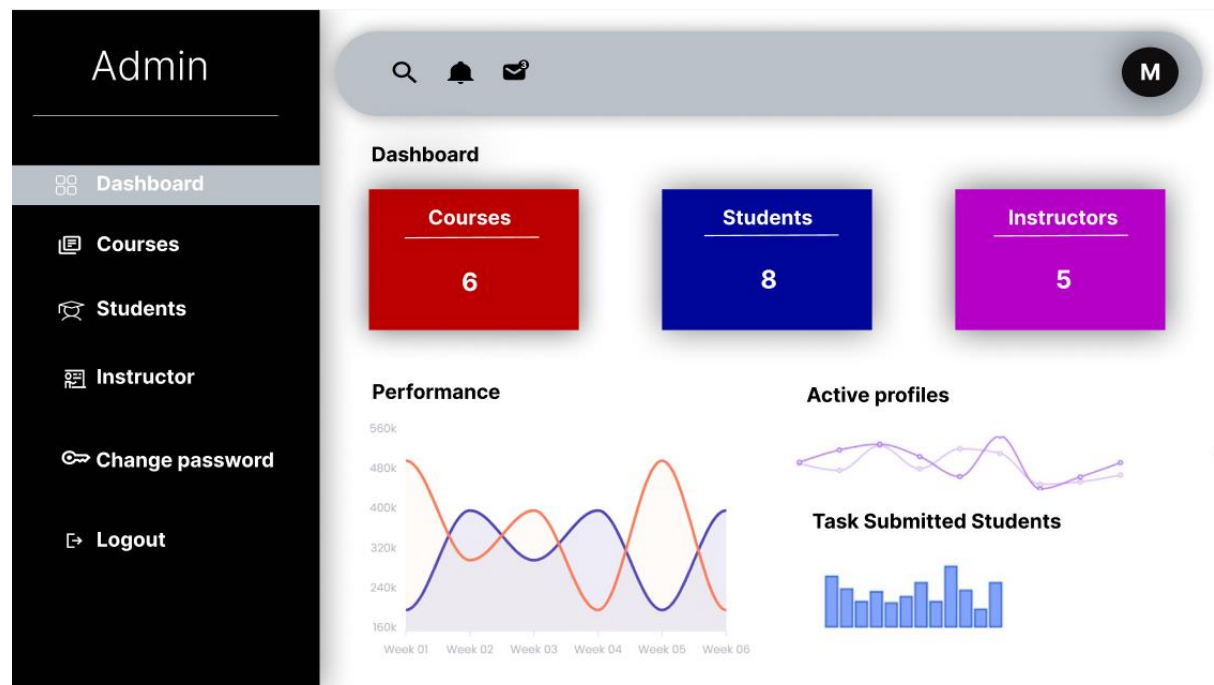 Admin
Dashboard
Courses
Students
Instructor
Change password
Logout
3
M
Dashboard
Courses
6
Students
8
Instructors
5
Performance
560k
480k
400k
320k
240k
160k
Week 01 Week 02 Week 03 Week 04 Week 05 Week 06
Active profiles
Task Submitted Students